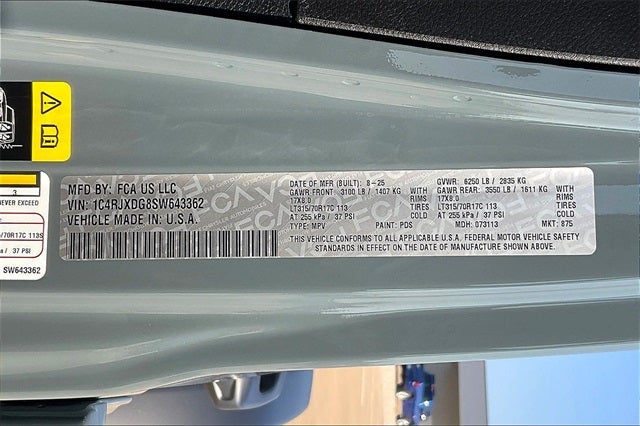 MFD BY: FCA US LLC
VIN: 1C4RJXDG8SW643362
VEHICLE MADE IN U.S.A.
DATE OF MFR (BUILT): 8-25 GVWR: 6250 LB / 2835 KG
GAWR FRONT: 3100 LB / 1407 KG GAWR REAR: 3550 LB / 1611 KG
17X8.0 RIMS 17X8.0 RIMS
LT315/70R17C 113 TIRES LT315/70R17C 113 TIRES
AT: 255 kPa / 37 PSI COLD AT: 255 kPa / 37 PSI COLD
TYPE: MPV PAINT: PDS MDH: 073113 MKT: 875
THIS VEHICLE CONFORMS TO ALL APPLICABLE U.S.A. FEDERAL MOTOR VEHICLE SAFETY
STANDARDS IN EFFECT ON THE DATE OF MANUFACTURE SHOWN ABOVE.
3
/70R17C 113S
/ 37 PSI
SW643362